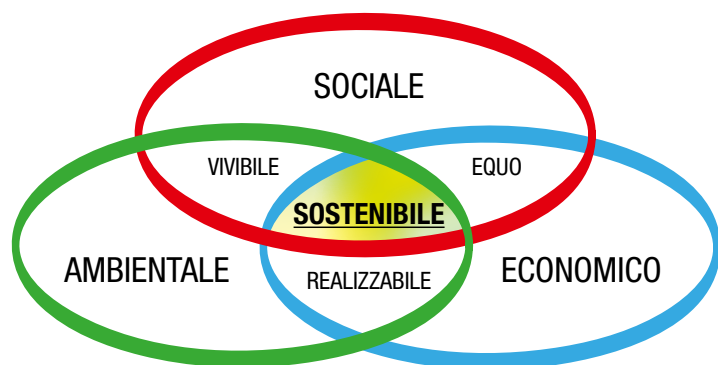 SOCIALE
VIVIBILE
EQUO
SOSTENIBILE
AMBIENTALE
REALIZZABILE
ECONOMICO